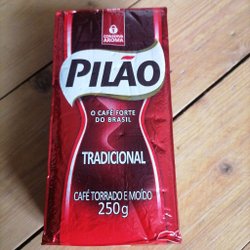 CONSERVA
AROMA
PILÃO
O CAFÉ FORTE
DO BRASIL
TRADICIONAL
CAFÉ TORRADO E MOÍDO
250g